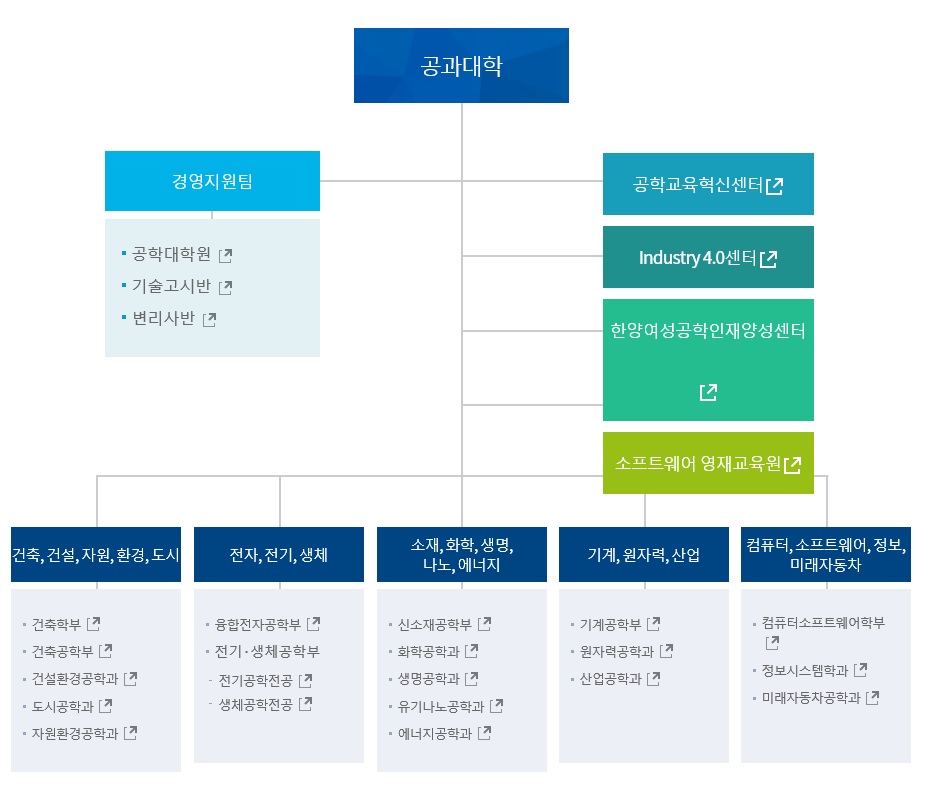 공과대학
경영지원팀
공학대학원
기술고시반
변리사반
공학교육혁신센터
Industry 4.0센터
한양여성공학인재양성센터
소프트웨어 영재교육원
건축, 건설, 자원, 환경, 도시
건축학부
건축공학부
건설환경공학과
도시공학과
자원환경공학과
전자, 전기, 생체
융합전자공학부
전기·생체공학부
- 전기공학전공
- 생체공학전공
소재, 화학, 생명,
나노, 에너지
신소재공학부
화학공학과
생명공학과
유기나노공학과
에너지공학과
기계, 원자력, 산업
기계공학부
원자력공학과
산업공학과
컴퓨터, 소프트웨어, 정보,
미래자동차
컴퓨터소프트웨어학부
정보시스템학과
미래자동차공학과